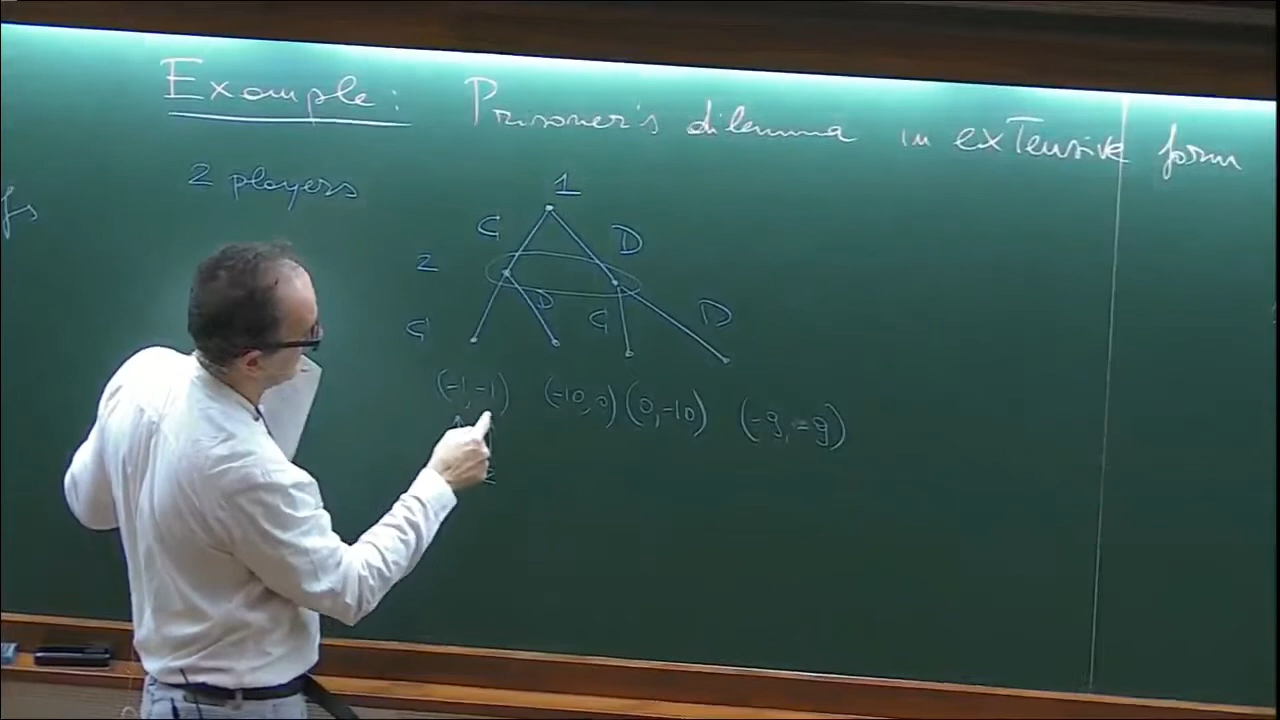 Example: Prisoner's dilemma in exTensive form
2 players
1
C D
2
C D C D
(-1,-1) (-10,0) (0,-10) (-9,-9)